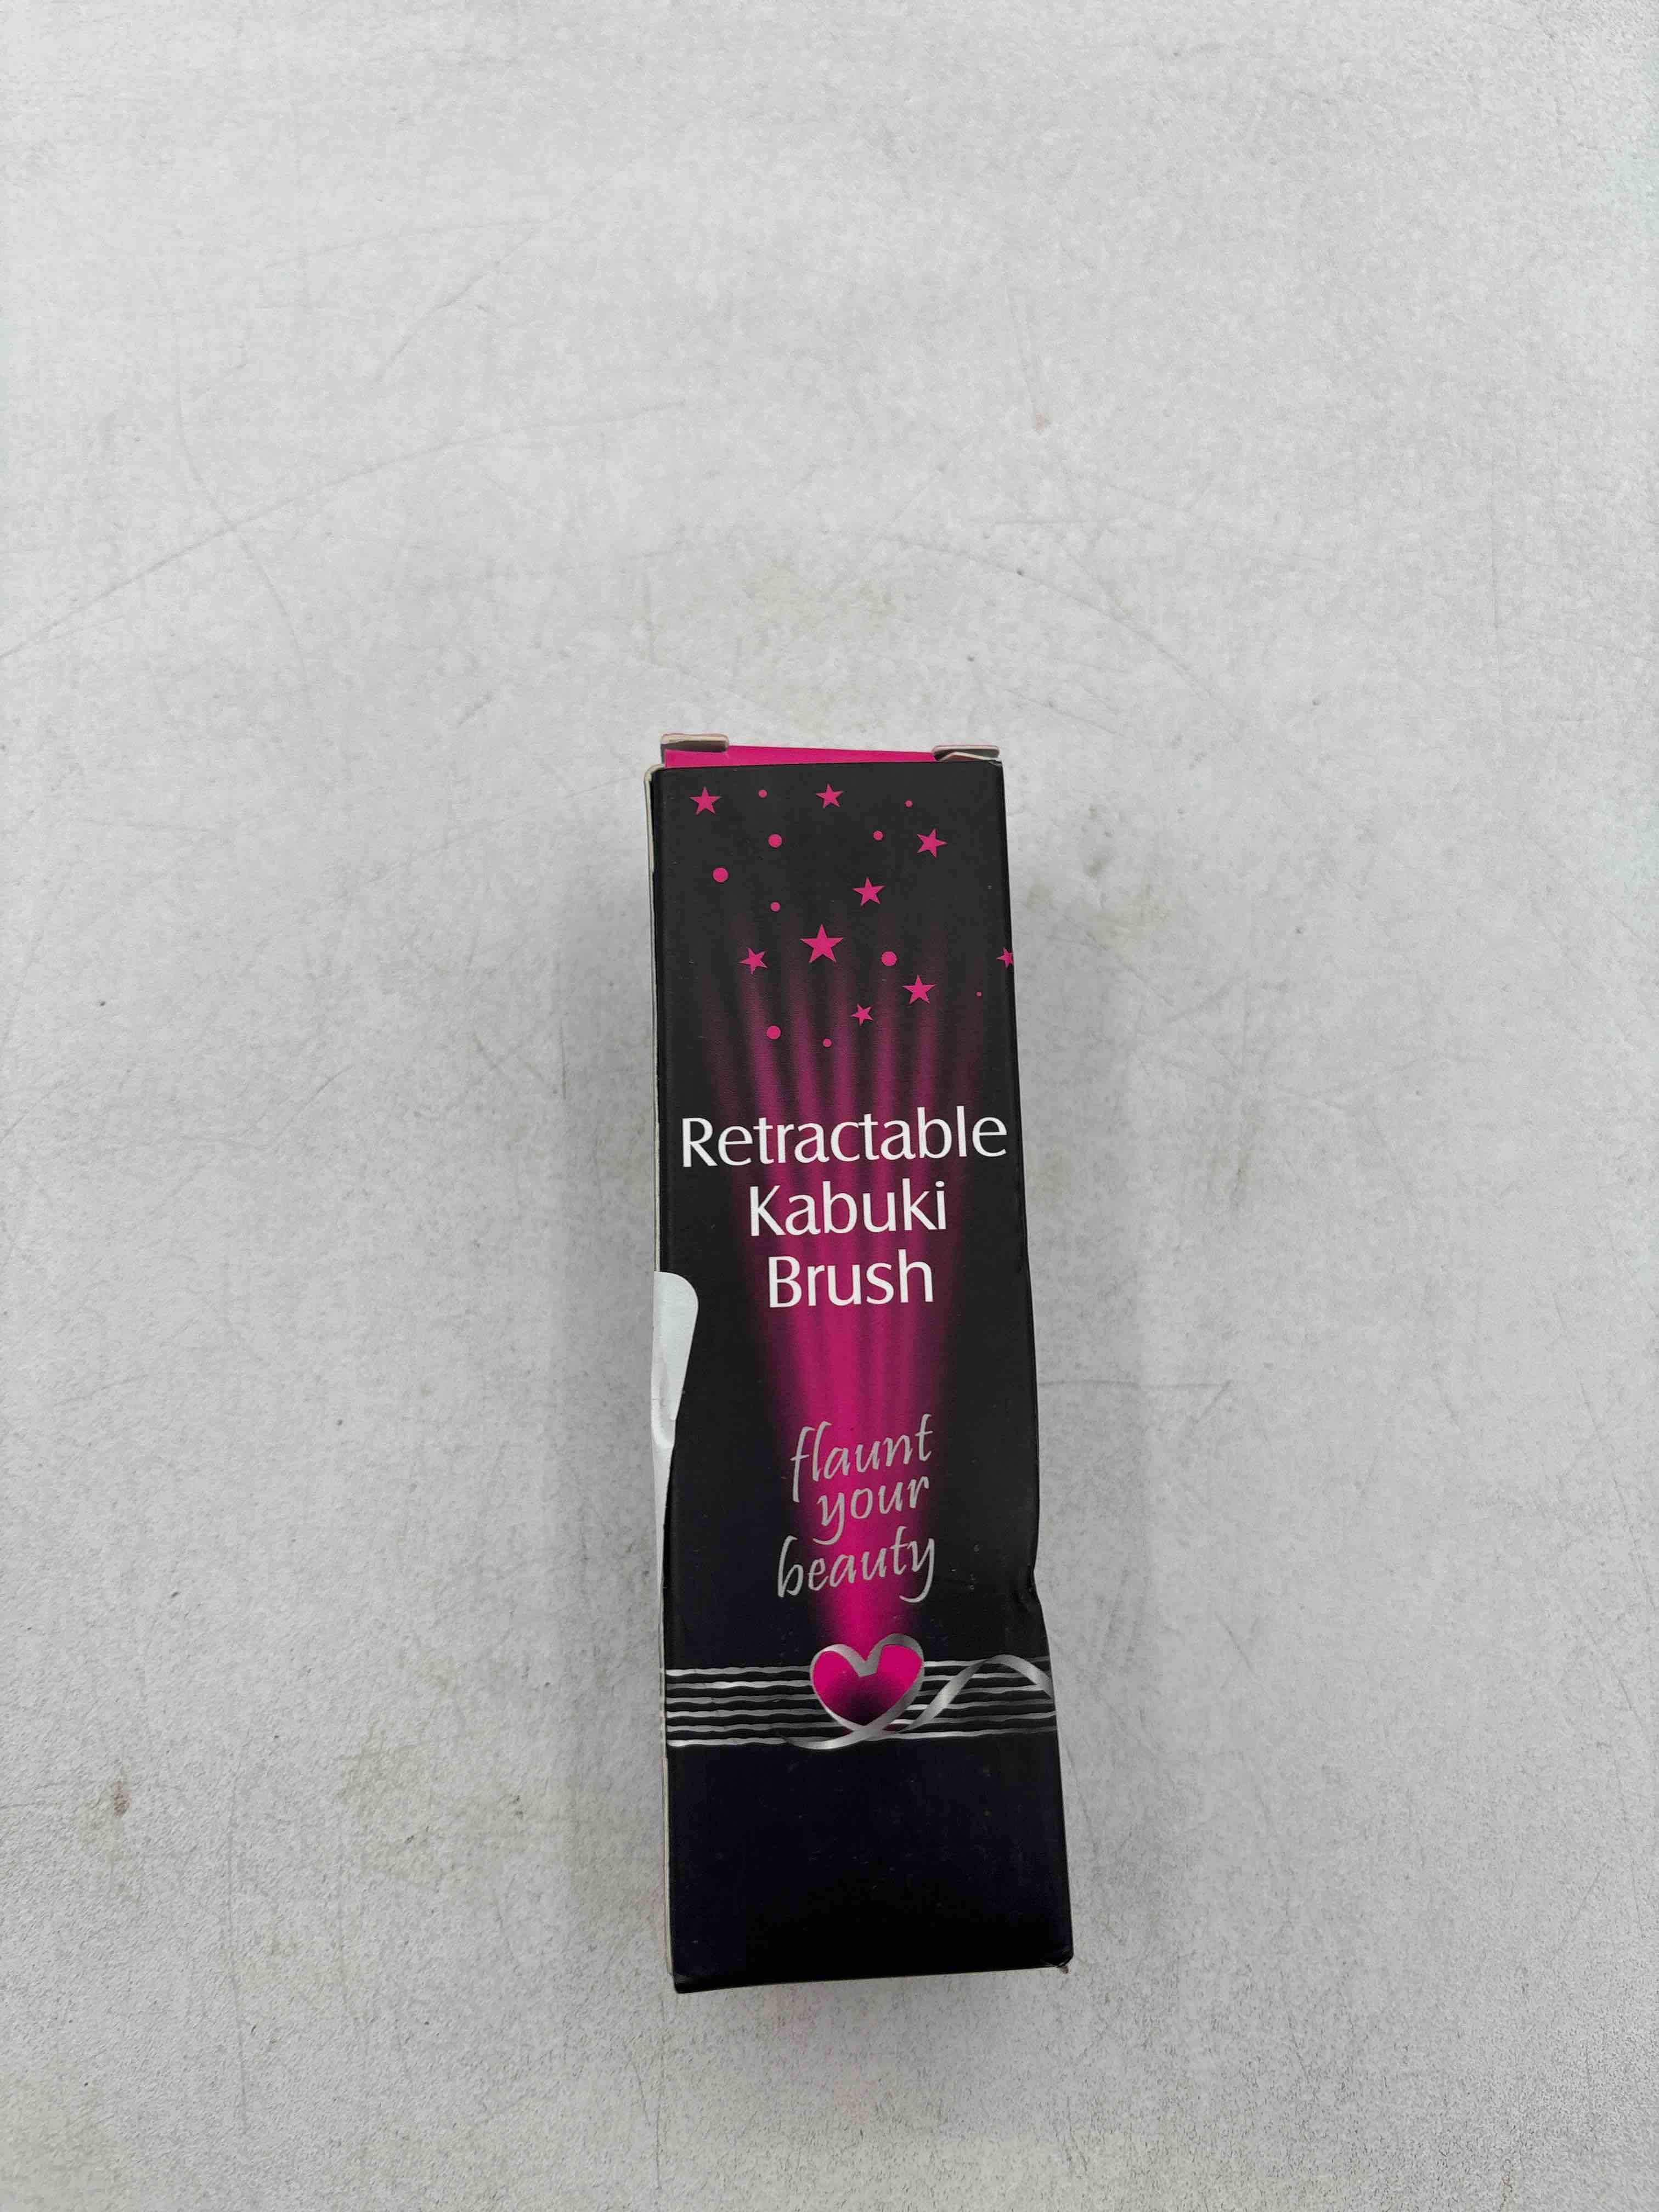 Retractable
Kabuki
Brush
flaunt
your
beauty